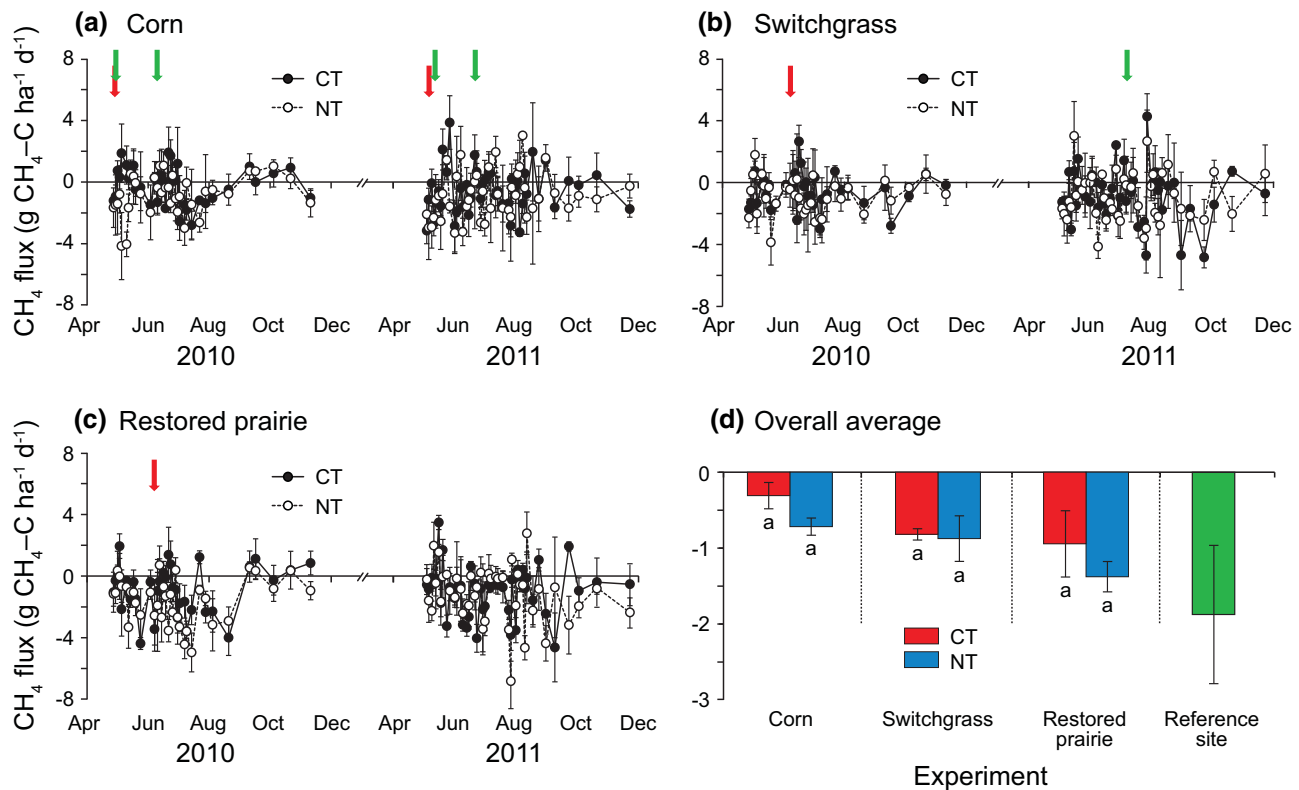 (a) Corn
CH₄ flux (g CH₄–C ha⁻¹ d⁻¹)
8
4
0
-4
-8
CT
NT
Apr Jun Aug Oct Dec Apr Jun Aug Oct Dec
2010 2011
(b) Switchgrass
8
4
0
-4
-8
CT
NT
Apr Jun Aug Oct Dec Apr Jun Aug Oct Dec
2010 2011
(c) Restored prairie
CH₄ flux (g CH₄–C ha⁻¹ d⁻¹)
8
4
0
-4
-8
CT
NT
Apr Jun Aug Oct Dec Apr Jun Aug Oct Dec
2010 2011
(d) Overall average
0
-1
-2
-3
a a a a a a
CT
NT
Corn Switchgrass Restored prairie Reference site
Experiment